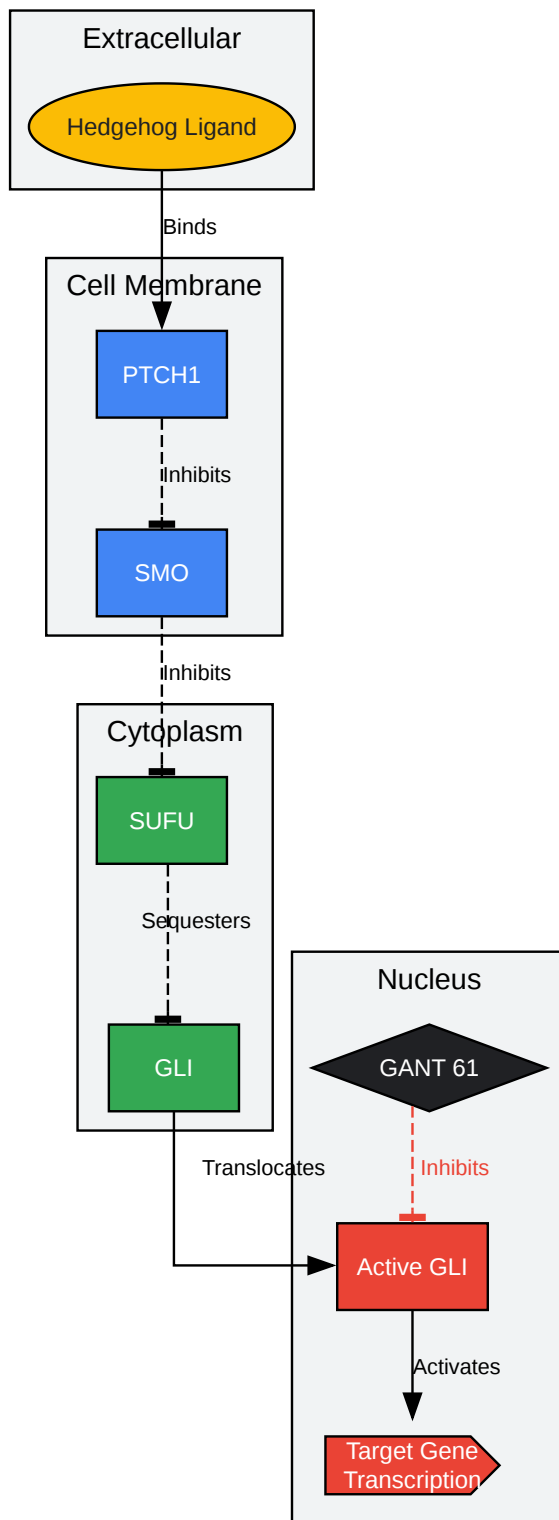 Extracellular
Hedgehog Ligand
Binds
Cell Membrane
PTCH1
Inhibits
SMO
Inhibits
Cytoplasm
SUFU
Sequesters
Nucleus
GLI
GANT 61
Translocates
Inhibits
Active GLI
Activates
Target Gene
Transcription